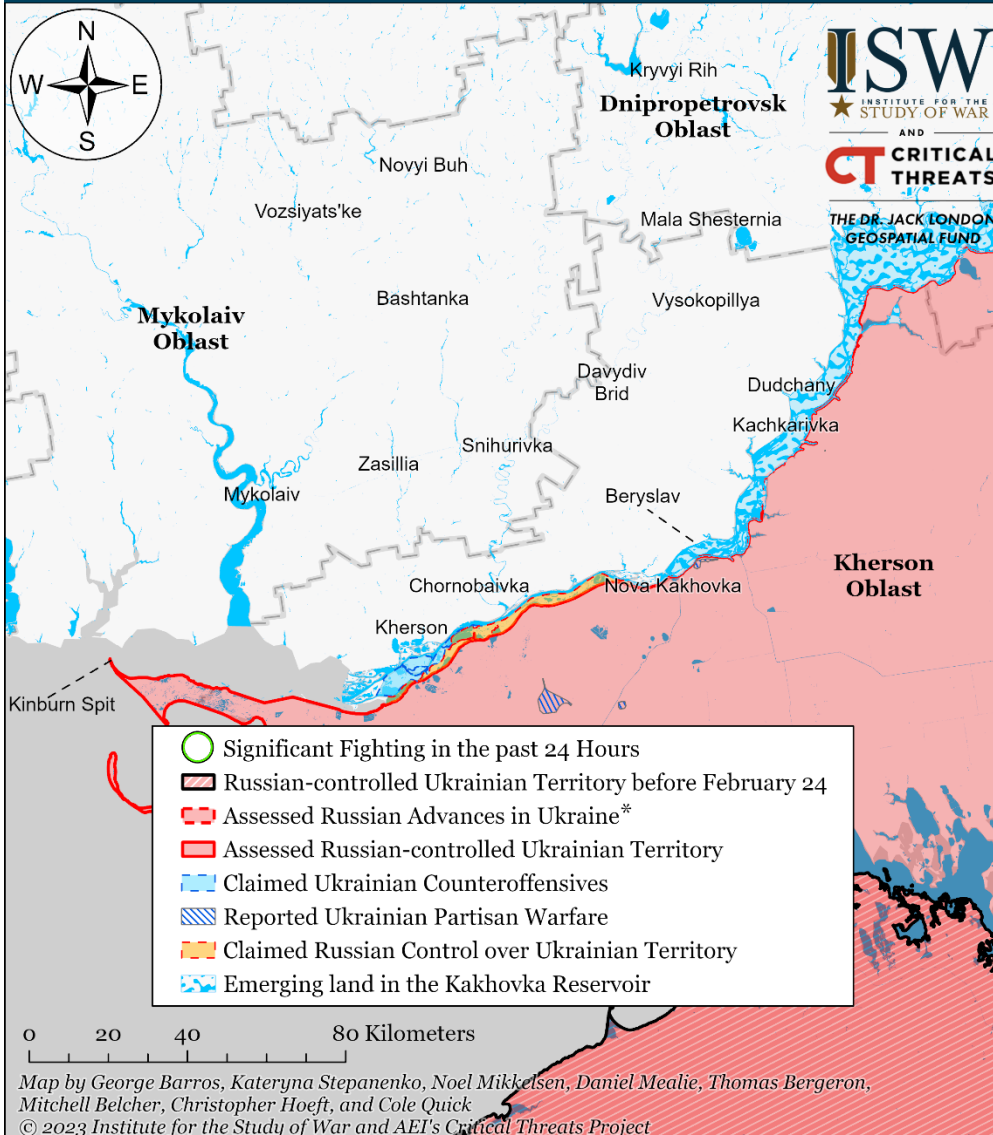 N
W
E
S
Kryvyi Rih
Dnipropetrovsk
Oblast
ISW
INSTITUTE FOR THE
STUDY OF WAR
AND
CT CRITICAL
THREATS
THE DR. JACK LONDON
GEOSPATIAL FUND
Novyi Buh
Vozsiyats'ke
Mala Shesternia
Bashtanka
Vysokopillya
Mykolaiv
Oblast
Davydiv
Brid
Dudchany
Kachkarivka
Snihurivka
Zasillia
Mykolaiv
Beryslav
Kherson
Oblast
Chornobaivka
Nova Kakhovka
Kherson
Kinburn Spit
Significant Fighting in the past 24 Hours
Russian-controlled Ukrainian Territory before February 24
Assessed Russian Advances in Ukraine*
Assessed Russian-controlled Ukrainian Territory
Claimed Ukrainian Counteroffensives
Reported Ukrainian Partisan Warfare
Claimed Russian Control over Ukrainian Territory
Emerging land in the Kakhovka Reservoir
0 20 40 80 Kilometers
Map by George Barros, Kateryna Stepanenko, Noel Mikkelsen, Daniel Mealie, Thomas Bergeron,
Mitchell Belcher, Christopher Hoeft, and Cole Quick
© 2023 Institute for the Study of War and AEI's Critical Threats Project